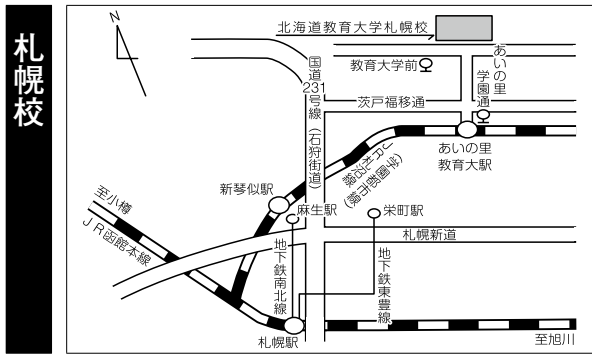 札幌校
N
北海道教育大学札幌校
教育大学前
あいの里
学園通
国道231号線(石狩街道)
茨戸福移通
あいの里
教育大駅
JR札沼線
(学園都市線)
新琴似駅
麻生駅
栄町駅
至小樽
JR函館本線
札幌新道
地下鉄南北線
地下鉄東豊線
札幌駅
至旭川